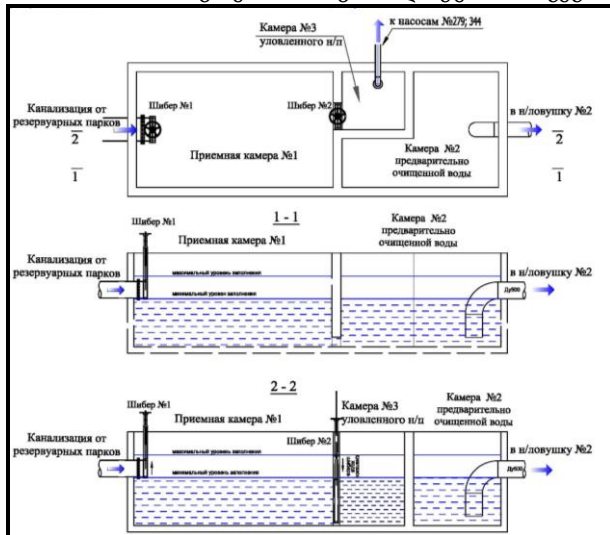 Камера №3
уловленного н/п
к насосам №279; 344
Канализация от
резервуарных парков
Шибер №1
Шибер №2
в н/ловушку №2
2
2
Приемная камера №1
Камера №2
предварительно
очищенной воды
1
1
1 - 1
Шибер №1
Приемная камера №1
Камера №2
предварительно
очищенной воды
Канализация от
резервуарных парков
максимальный уровень заполнения
минимальный уровень заполнения
в н/ловушку №2
Ду600
2 - 2
Шибер №1
Приемная камера №1
Камера №3
уловленного н/п
Камера №2
предварительно
очищенной воды
Шибер №2
Канализация от
резервуарных парков
максимальный уровень заполнения
минимальный уровень заполнения
в н/ловушку №2
Ду600